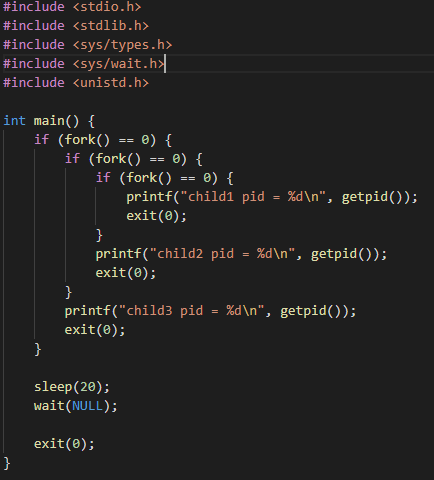 #include <stdio.h>
#include <stdlib.h>
#include <sys/types.h>
#include <sys/wait.h>
#include <unistd.h>

int main() {
    if (fork() == 0) {
        if (fork() == 0) {
            if (fork() == 0) {
                printf("child1 pid = %d\n", getpid());
                exit(0);
            }
            printf("child2 pid = %d\n", getpid());
            exit(0);
        }
        printf("child3 pid = %d\n", getpid());
        exit(0);
    }

    sleep(20);
    wait(NULL);

    exit(0);
}